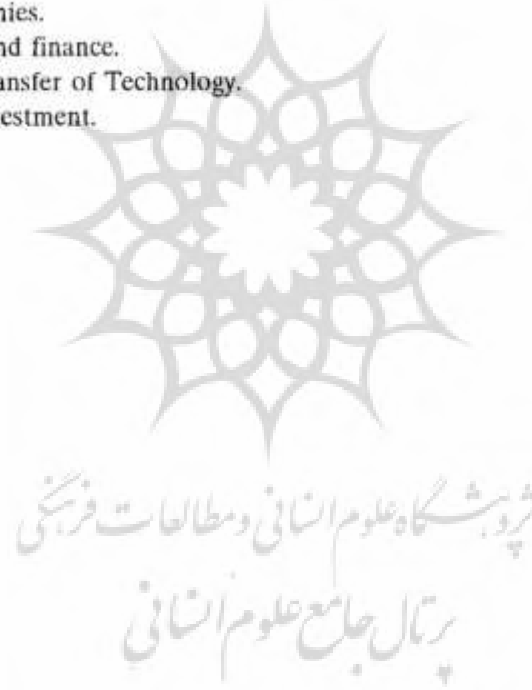 nies.
nd finance.
ansfer of Technology.
estment.
پژوهشگاه علوم انسانی و مطالعات فرهنگی
پرتال جامع علوم انسانی